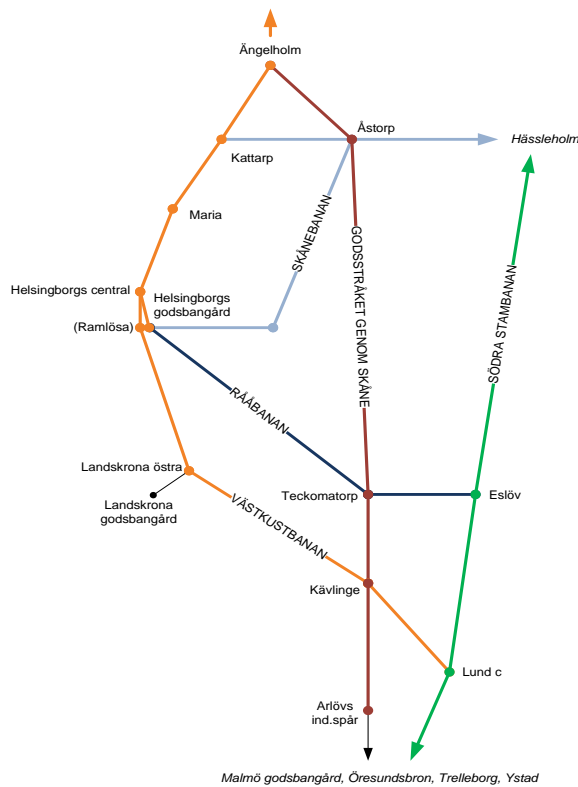 Ängelholm
Åstorp
Hässleholm
Kattarp
Maria
SKÅNEBANAN
GODSSTRÅKET GENOM SKÅNE
SÖDRA STAMBANAN
Helsingborgs central
Helsingborgs
godsbangård
(Ramlösa)
RÅÅBANAN
Landskrona östra
Landskrona
godsbangård
VÄSTKUSTBANAN
Teckomatorp
Eslöv
Kävlinge
Lund c
Arlövs
ind.spår
Malmö godsbangård, Öresundsbron, Trelleborg, Ystad